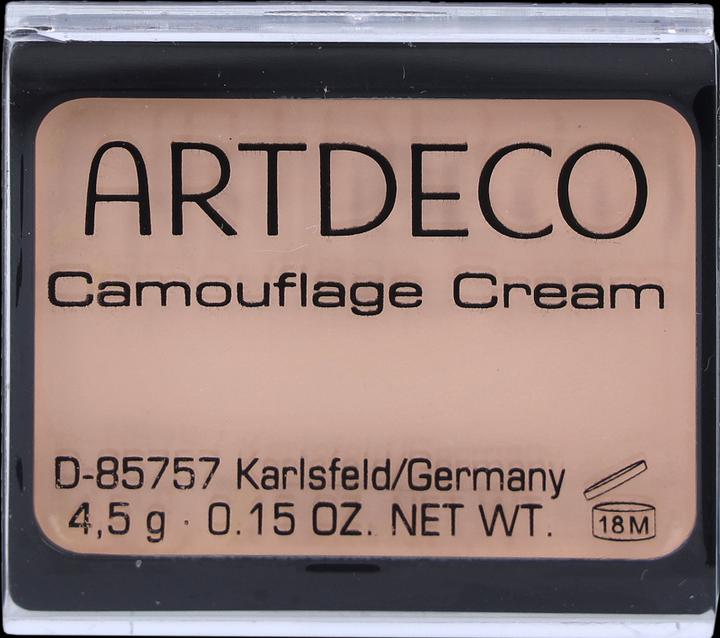 ARTDECO
Camouflage Cream
D-85757 Karlsfeld/Germany
4,5 g · 0.15 OZ. NET WT.
18M